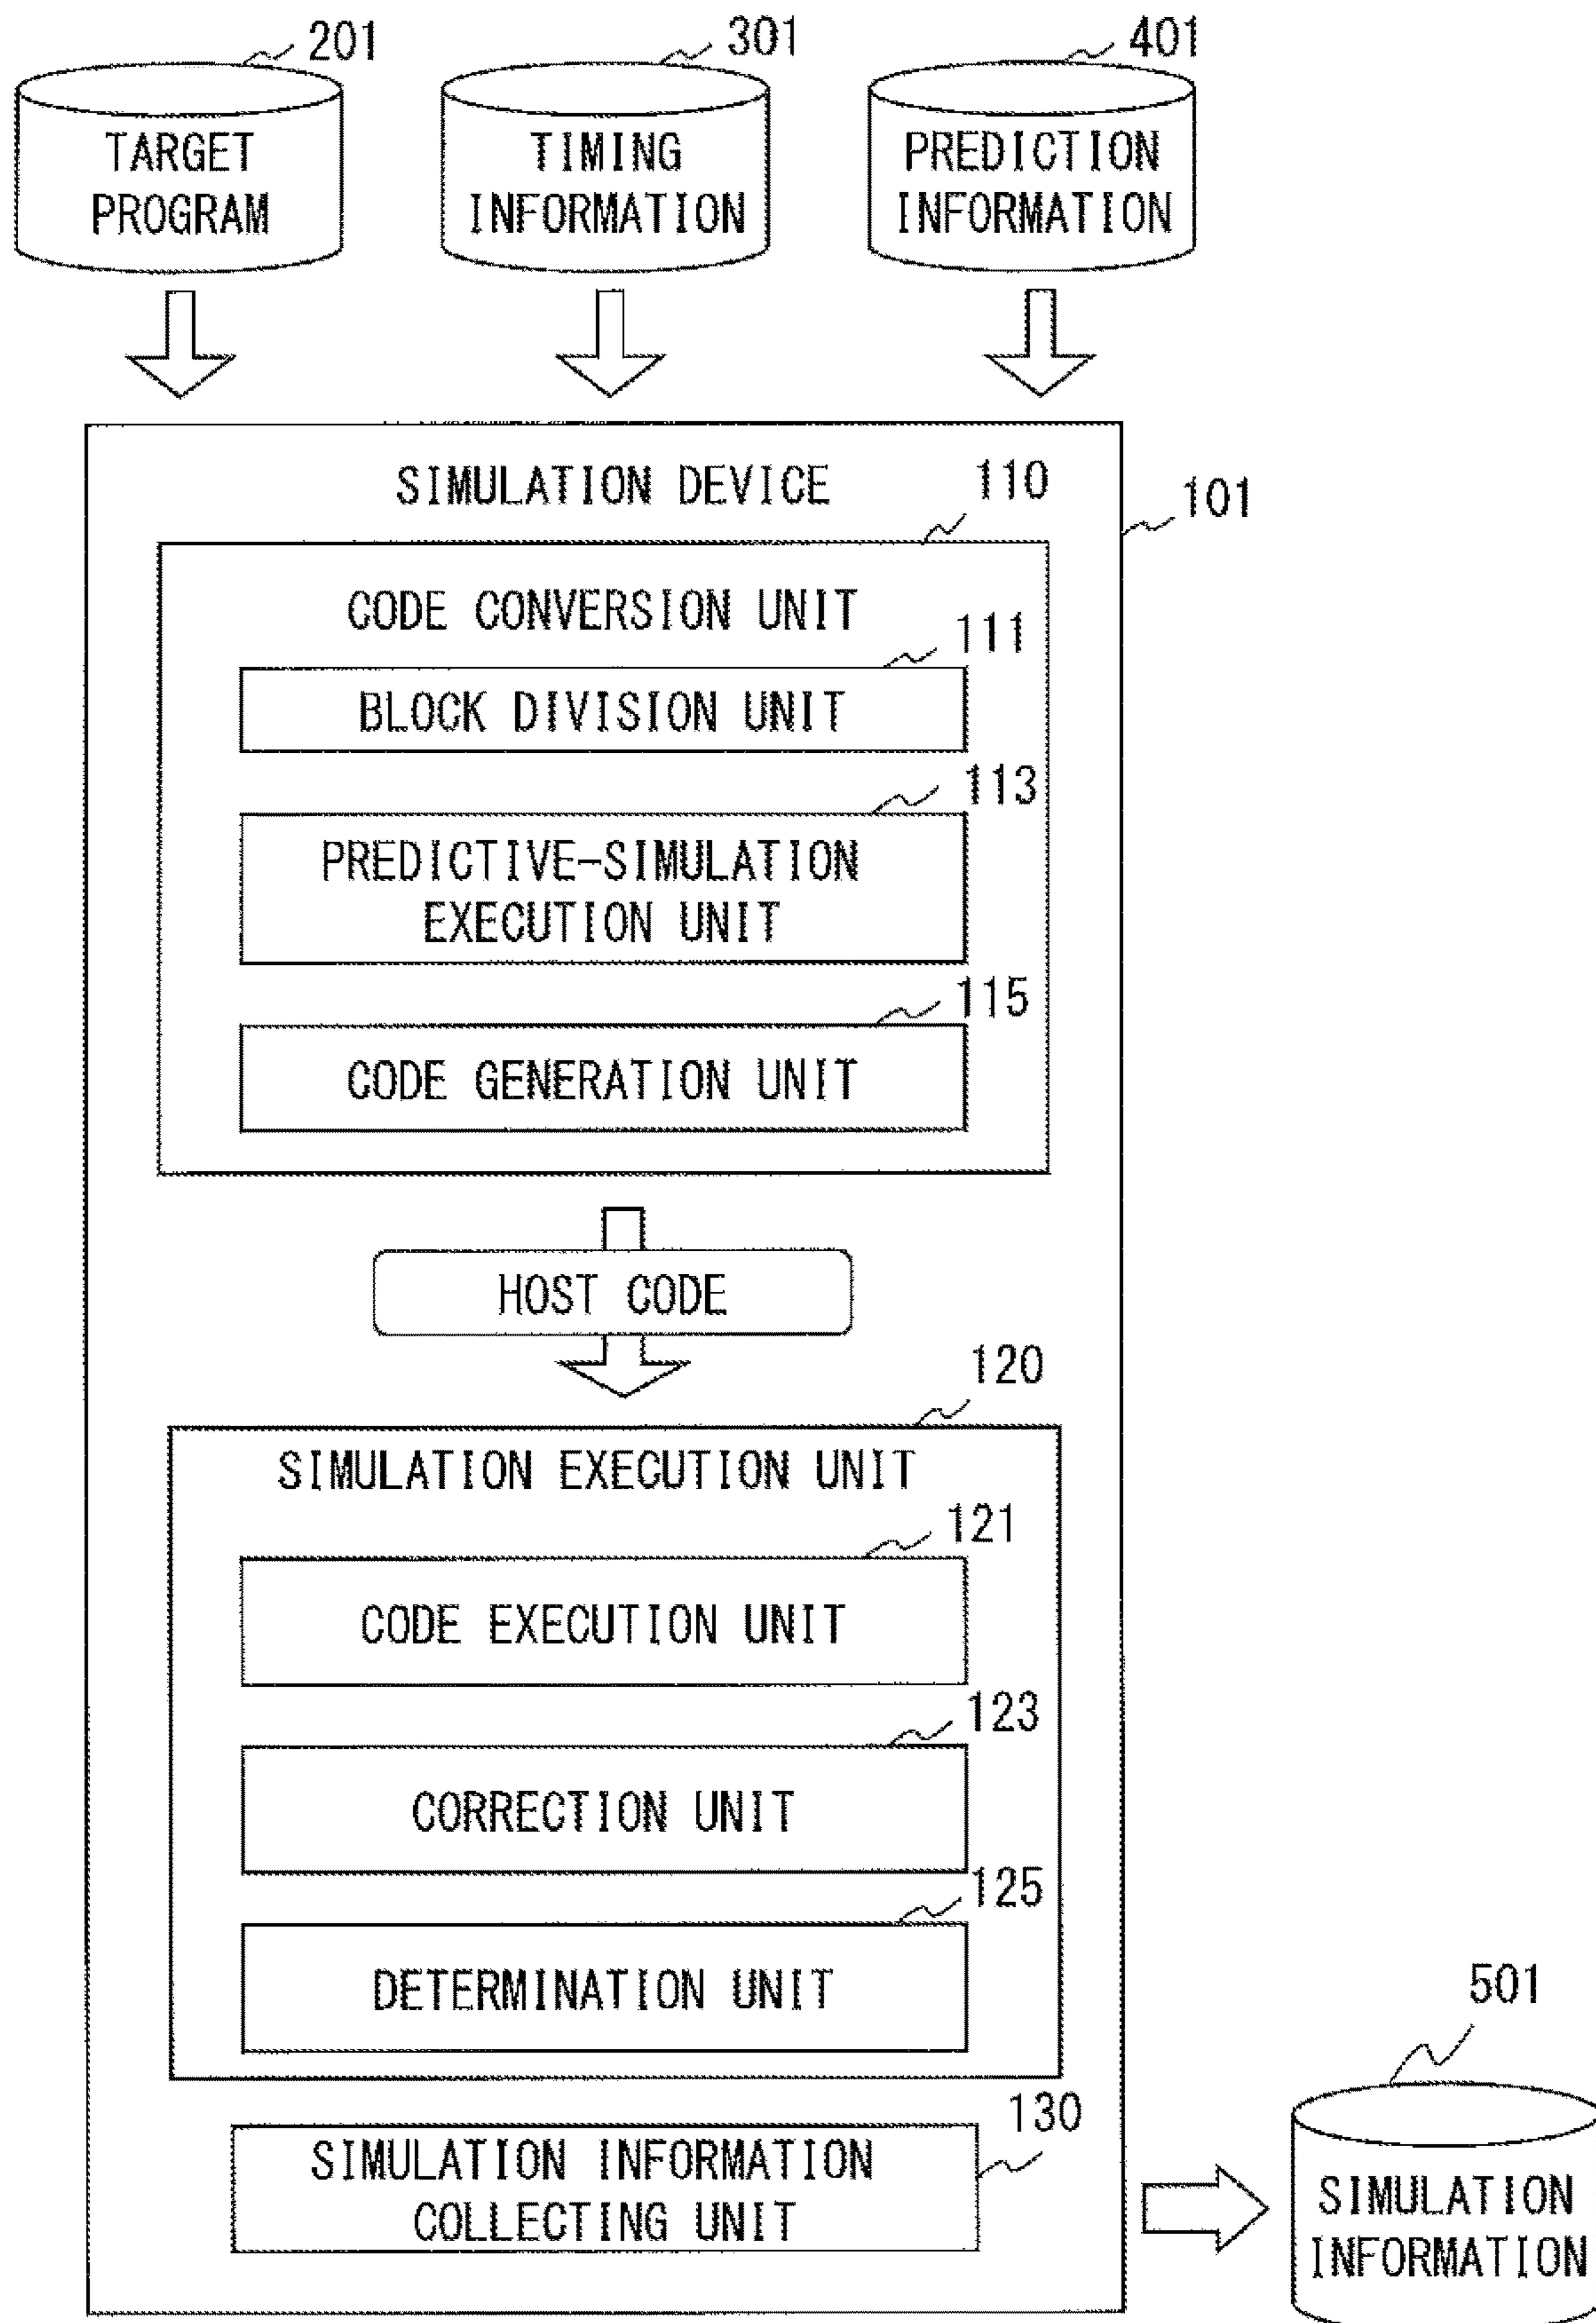 201
301
401
TARGET
PROGRAM
TIMING
INFORMATION
PREDICTION
INFORMATION
SIMULATION DEVICE
110
101
CODE CONVERSION UNIT
111
BLOCK DIVISION UNIT
113
PREDICTIVE-SIMULATION
EXECUTION UNIT
115
CODE GENERATION UNIT
HOST CODE
120
SIMULATION EXECUTION UNIT
121
CODE EXECUTION UNIT
123
CORRECTION UNIT
125
DETERMINATION UNIT
130
SIMULATION INFORMATION
COLLECTING UNIT
501
SIMULATION
INFORMATION